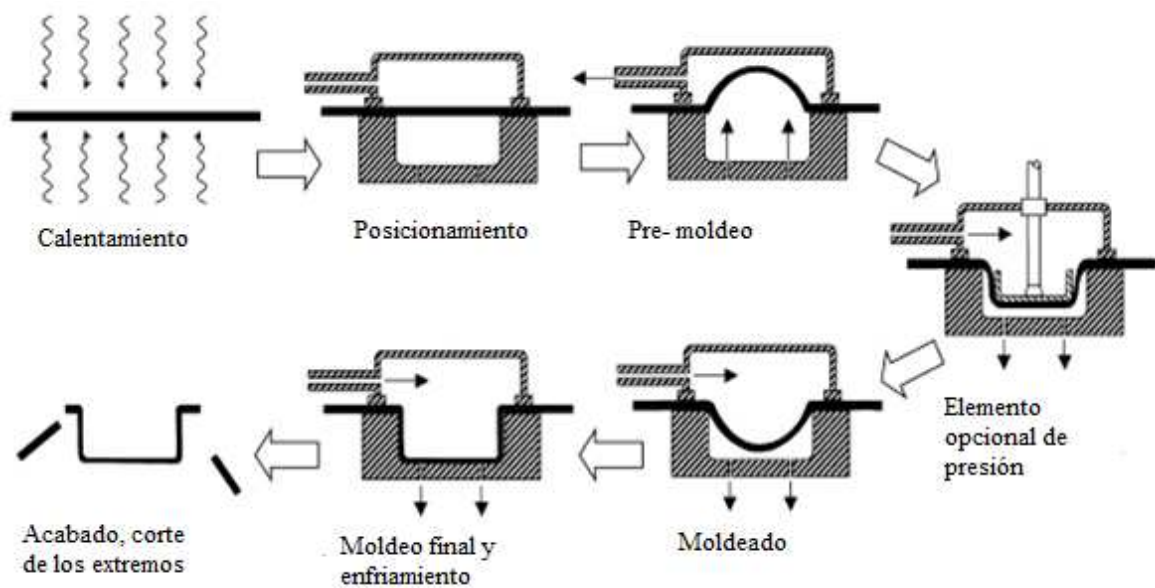 Calentamiento
Posicionamiento
Pre- moldeo
Elemento
opcional de
presión
Moldeado
Moldeo final y
enfriamiento
Acabado, corte
de los extremos